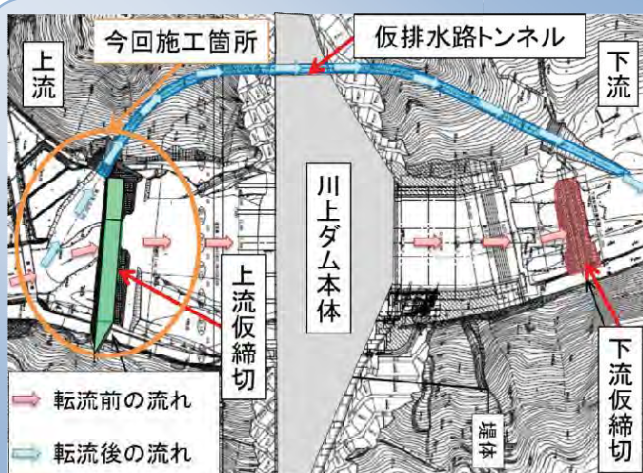 今回施工箇所
仮排水路トンネル
上流
下流
川上ダム本体
上流仮締切
下流仮締切
堤体
転流前の流れ
転流後の流れ